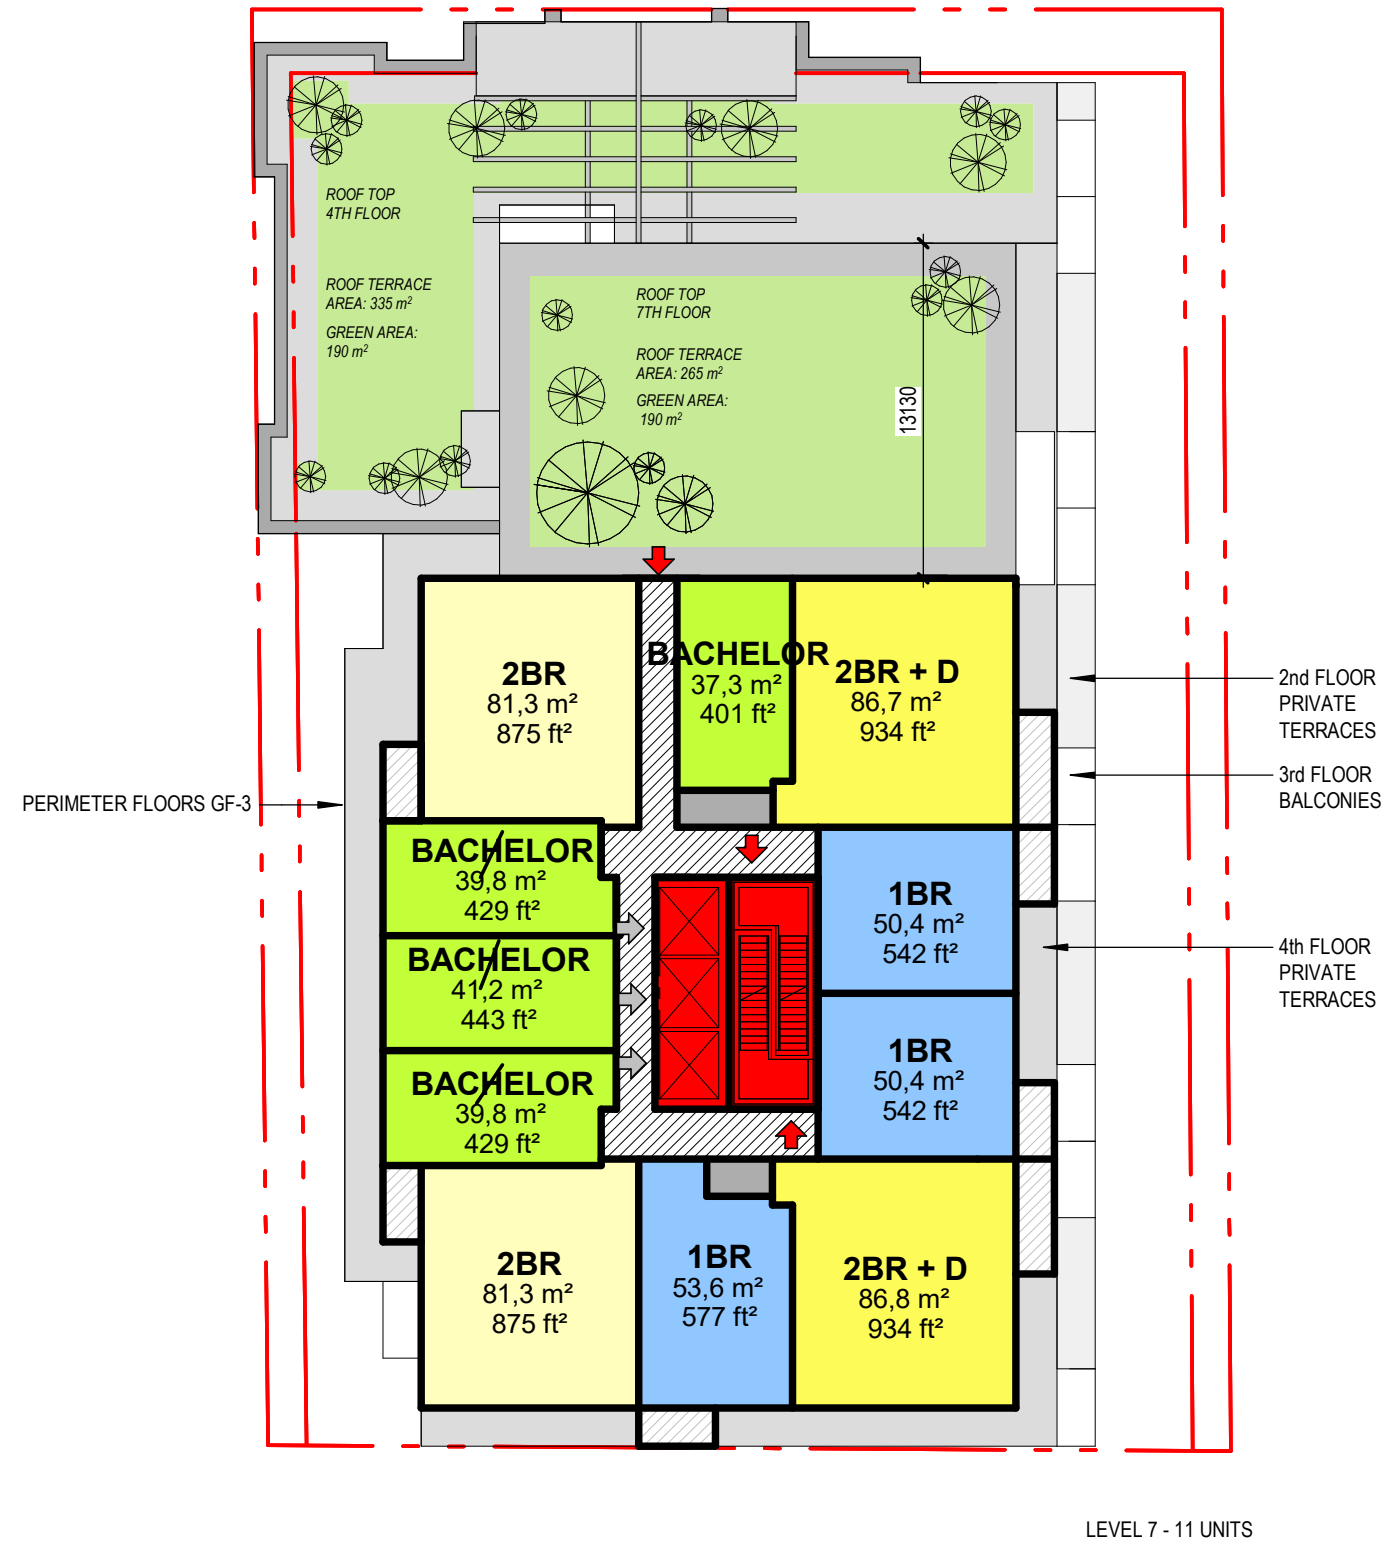 ROOF TOP
4TH FLOOR
ROOF TERRACE
AREA: 335 m²
GREEN AREA:
190 m²
ROOF TOP
7TH FLOOR
ROOF TERRACE
AREA: 265 m²
GREEN AREA:
190 m²
13130
2BR
81,3 m²
875 ft²
BACHELOR
37,3 m²
401 ft²
2BR + D
86,7 m²
934 ft²
2nd FLOOR
PRIVATE
TERRACES
3rd FLOOR
BALCONIES
PERIMETER FLOORS GF-3
BACHELOR
39,8 m²
429 ft²
1BR
50,4 m²
542 ft²
4th FLOOR
PRIVATE
TERRACES
BACHELOR
41,2 m²
443 ft²
1BR
50,4 m²
542 ft²
BACHELOR
39,8 m²
429 ft²
2BR
81,3 m²
875 ft²
1BR
53,6 m²
577 ft²
2BR + D
86,8 m²
934 ft²
LEVEL 7 - 11 UNITS